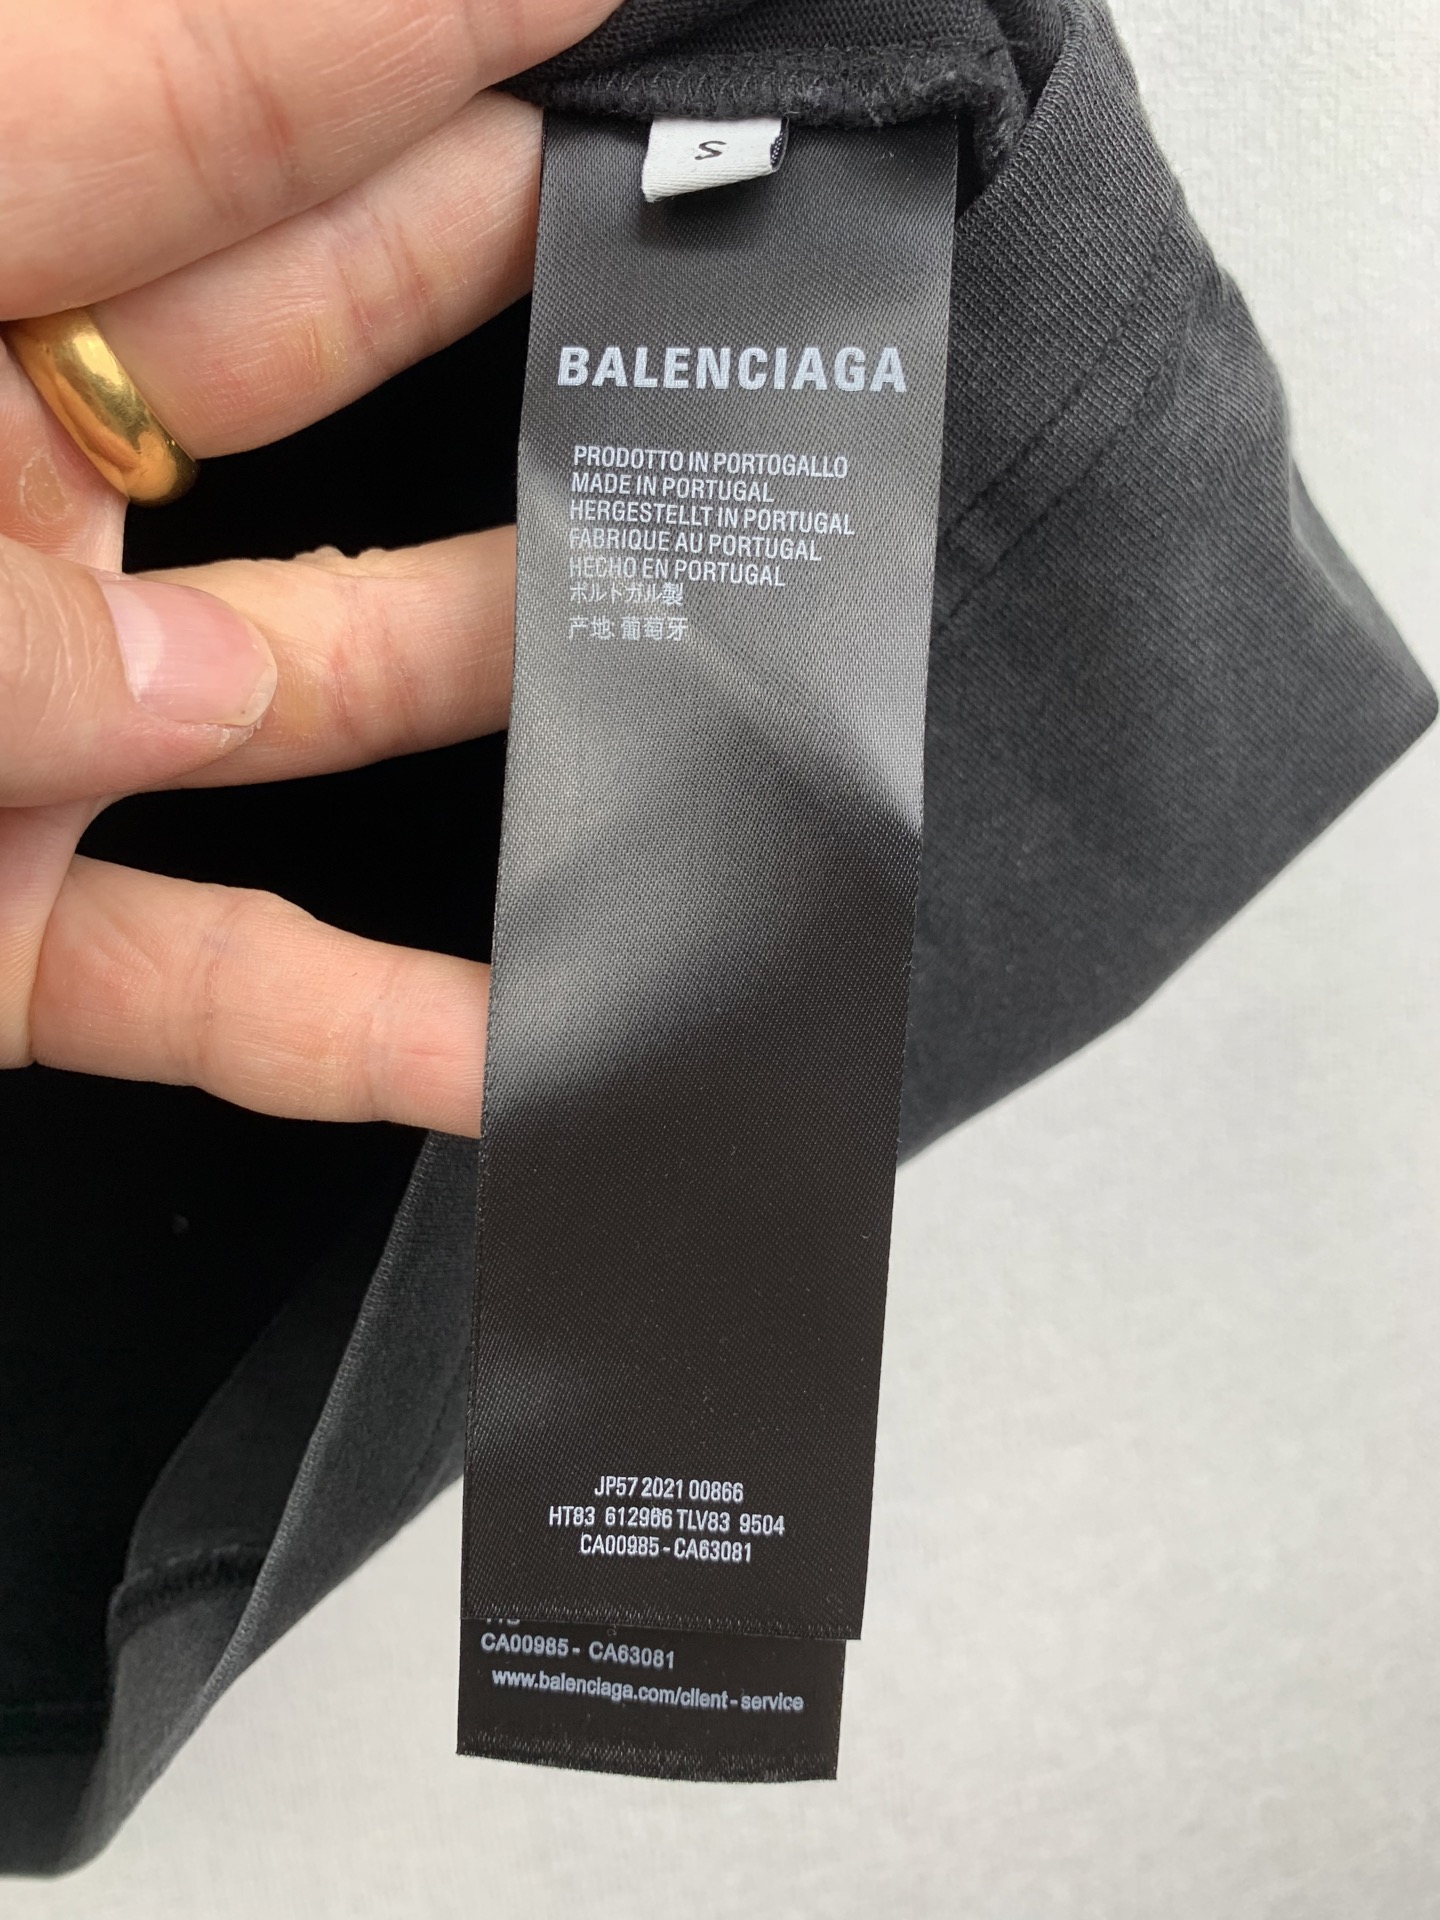 S
BALENCIAGA
PRODOTTO IN PORTOGALLO
MADE IN PORTUGAL
HERGESTELLT IN PORTUGAL
FABRIQUE AU PORTUGAL
HECHO EN PORTUGAL
ポルトガル製
产地: 葡萄牙
JP57 2021 00866
HT83 612966 TLV83 9504
CA00985 - CA63081
CA00985 - CA63081
www.balenciaga.com/client-service